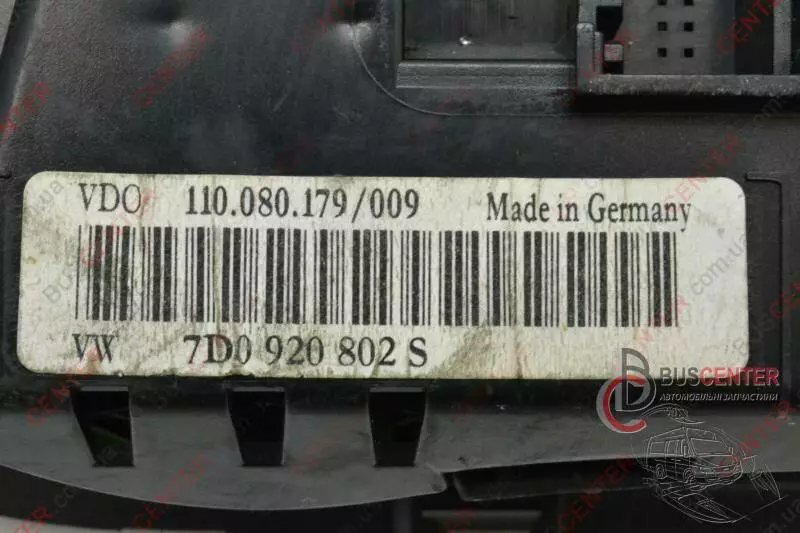 VDO 110.080.179/009 Made in Germany
VW 7D0 920 802 S
BUSCENTER
АВТОМОБІЛЬНІ ЗАПЧАСТИНИ